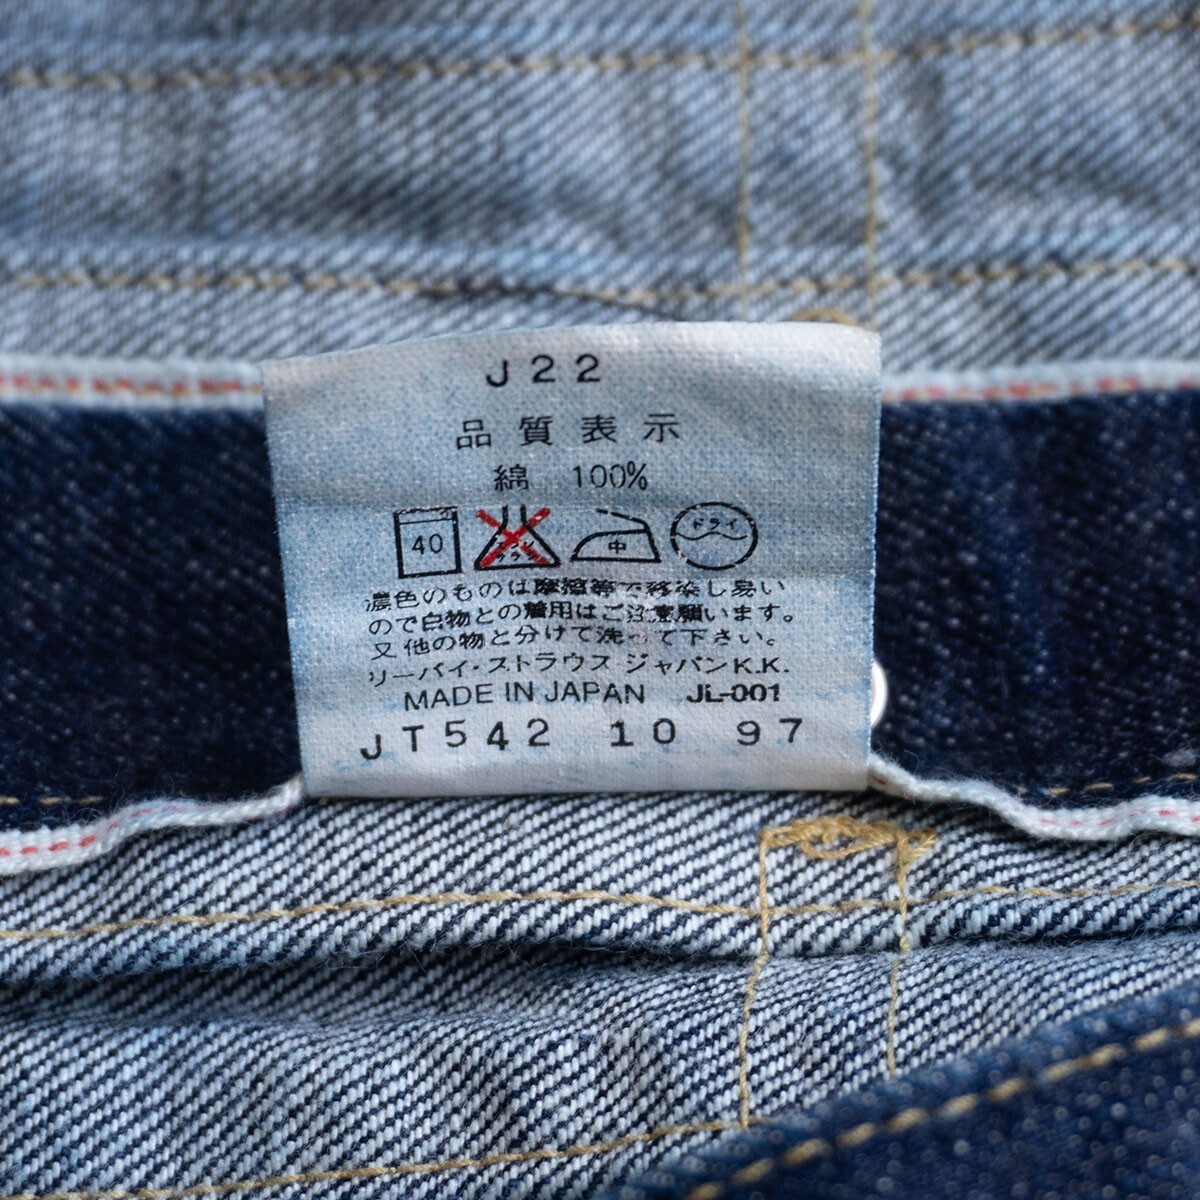 J22
品質表示
綿 100%
40 中 ドライ
濃色のものは摩擦等で移染し易い
ので白物との着用はご注意願います。
又他の物と分けて洗って下さい。
リーバイ・ストラウス ジャパンK.K.
MADE IN JAPAN JL-001
JT542 10 97